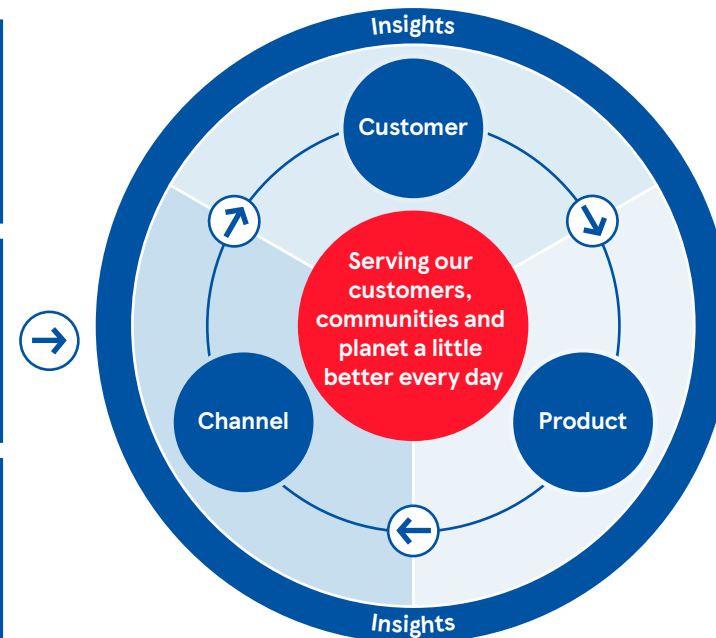 Insights
Customer
Serving our
customers,
communities and
planet a little
better every day
Channel
Product
Insights